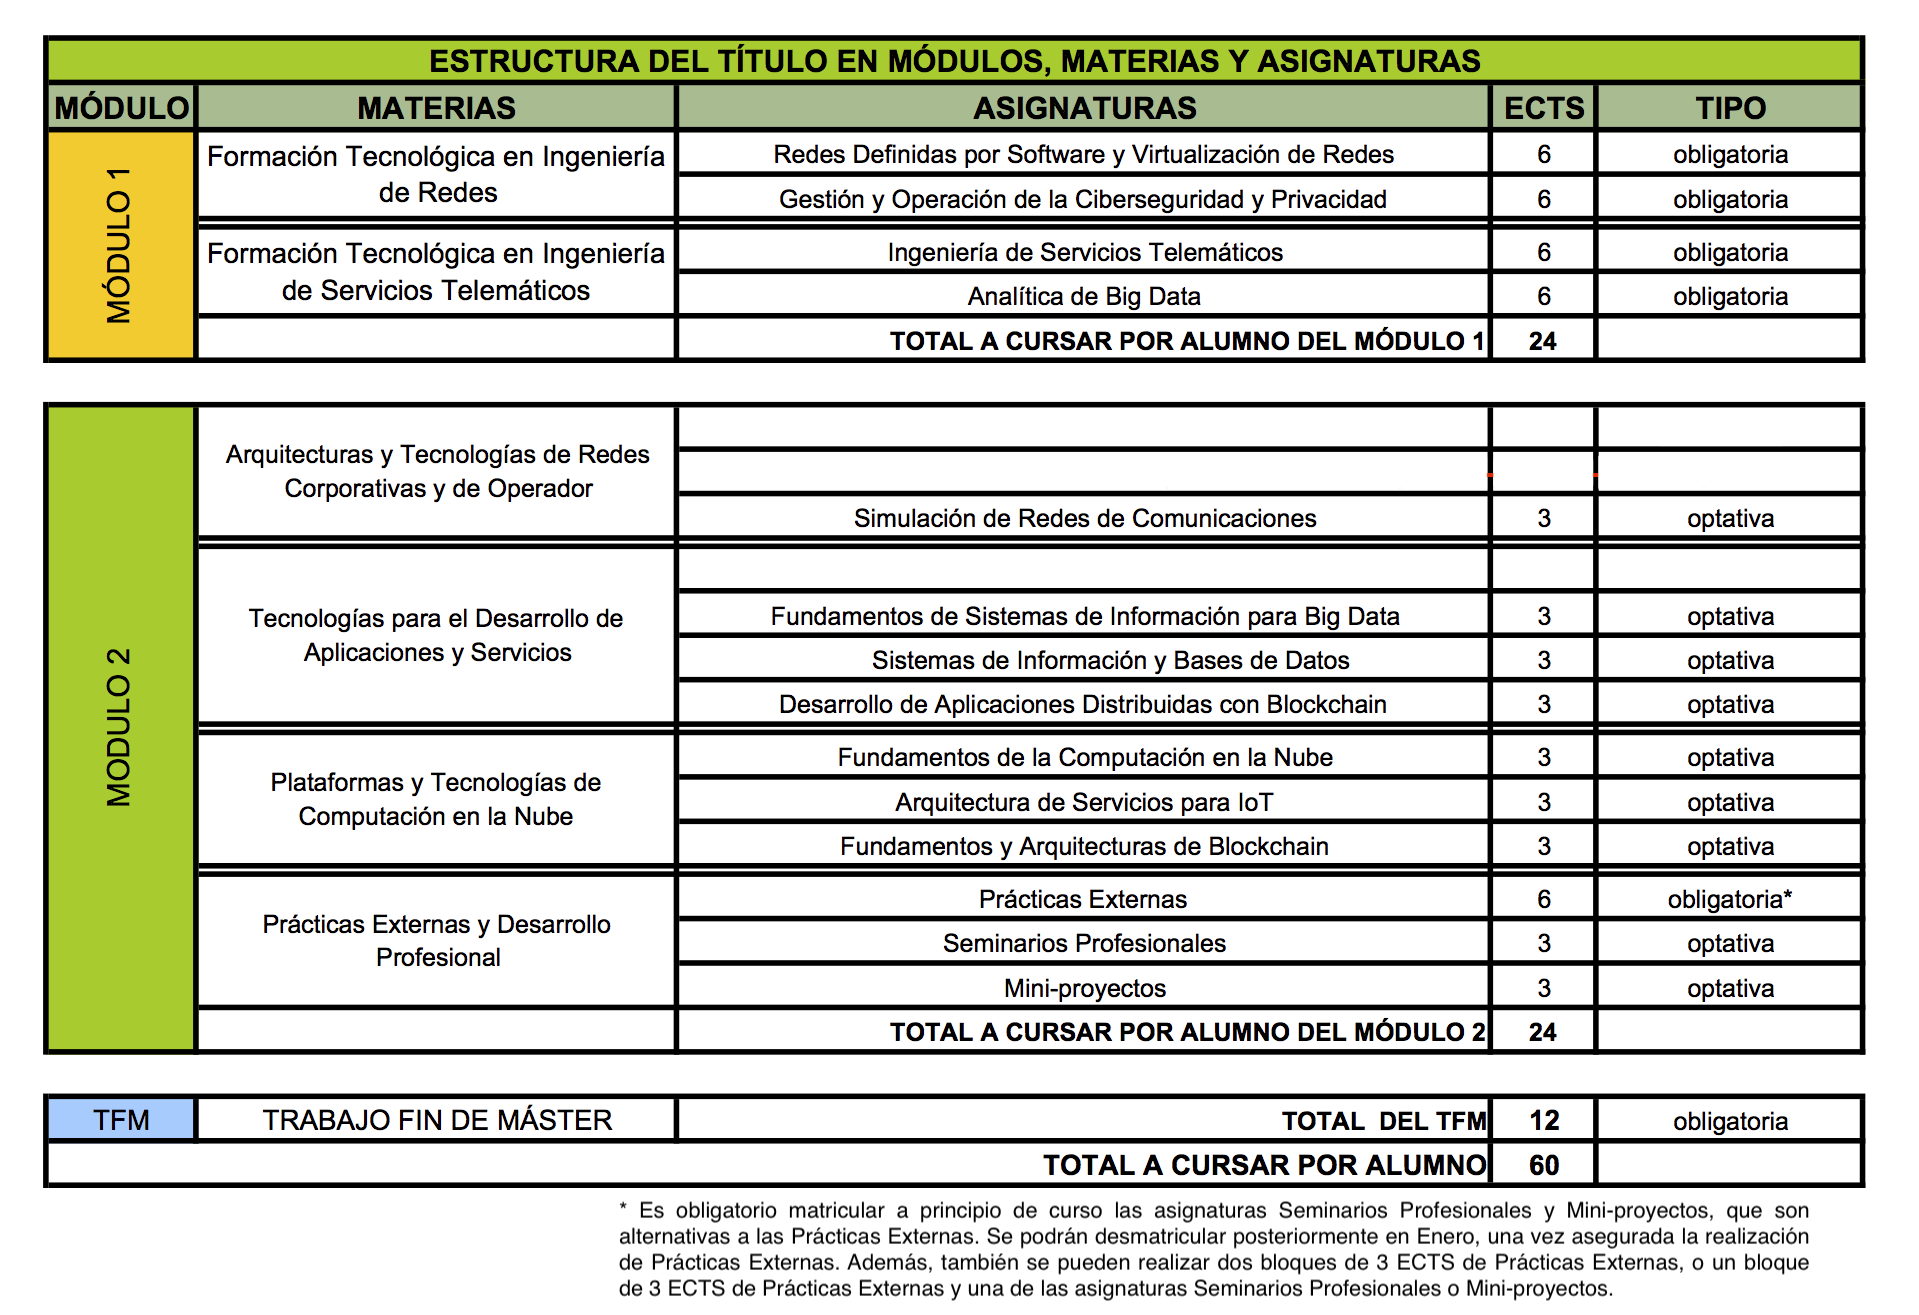 ESTRUCTURA DEL TÍTULO EN MÓDULOS, MATERIAS Y ASIGNATURAS
MÓDULO MATERIAS ASIGNATURAS ECTS TIPO
MÓDULO 1
Formación Tecnológica en Ingeniería
de Redes
Redes Definidas por Software y Virtualización de Redes 6 obligatoria
Gestión y Operación de la Ciberseguridad y Privacidad 6 obligatoria
Formación Tecnológica en Ingeniería
de Servicios Telemáticos
Ingeniería de Servicios Telemáticos 6 obligatoria
Analítica de Big Data 6 obligatoria
TOTAL A CURSAR POR ALUMNO DEL MÓDULO 1 24
MODULO 2
Arquitecturas y Tecnologías de Redes
Corporativas y de Operador
Simulación de Redes de Comunicaciones 3 optativa
Tecnologías para el Desarrollo de
Aplicaciones y Servicios
Fundamentos de Sistemas de Información para Big Data 3 optativa
Sistemas de Información y Bases de Datos 3 optativa
Desarrollo de Aplicaciones Distribuidas con Blockchain 3 optativa
Plataformas y Tecnologías de
Computación en la Nube
Fundamentos de la Computación en la Nube 3 optativa
Arquitectura de Servicios para IoT 3 optativa
Fundamentos y Arquitecturas de Blockchain 3 optativa
Prácticas Externas y Desarrollo
Profesional
Prácticas Externas 6 obligatoria*
Seminarios Profesionales 3 optativa
Mini-proyectos 3 optativa
TOTAL A CURSAR POR ALUMNO DEL MÓDULO 2 24
TFM TRABAJO FIN DE MÁSTER TOTAL DEL TFM 12 obligatoria
TOTAL A CURSAR POR ALUMNO 60
* Es obligatorio matricular a principio de curso las asignaturas Seminarios Profesionales y Mini-proyectos, que son
alternativas a las Prácticas Externas. Se podrán desmatricular posteriormente en Enero, una vez asegurada la realización
de Prácticas Externas. Además, también se pueden realizar dos bloques de 3 ECTS de Prácticas Externas, o un bloque
de 3 ECTS de Prácticas Externas y una de las asignaturas Seminarios Profesionales o Mini-proyectos.